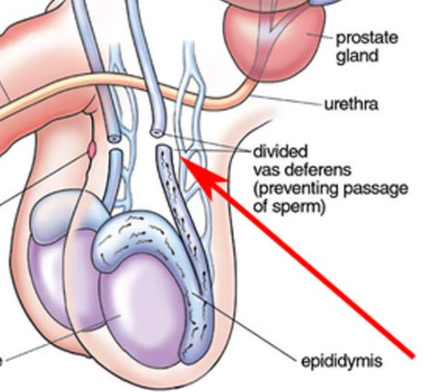 prostate
gland
urethra
divided
vas deferens
(preventing passage
of sperm)
epididymis